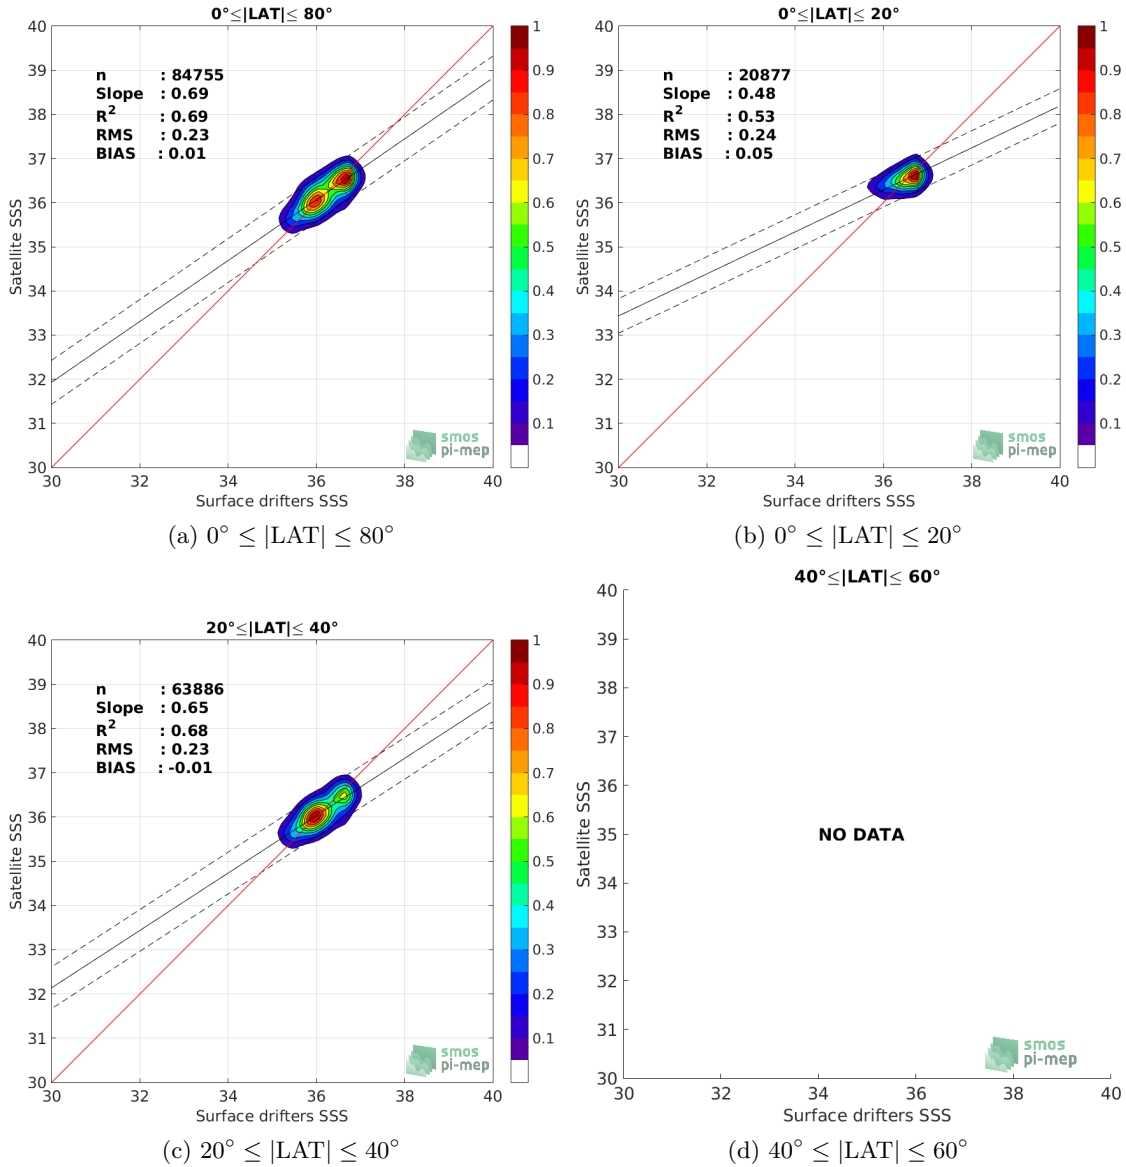 0°≤|LAT|≤ 80°
40
39
38
37
36
35
34
33
32
31
30
30
32
34
36
38
40
Satellite SSS
Surface drifters SSS
n : 84755
Slope : 0.69
R2 : 0.69
RMS : 0.23
BIAS : 0.01
smos
pi-mep
1
0.9
0.8
0.7
0.6
0.5
0.4
0.3
0.2
0.1
(a) 0° ≤ |LAT| ≤ 80°
0°≤|LAT|≤ 20°
40
39
38
37
36
35
34
33
32
31
30
30
32
34
36
38
40
Satellite SSS
Surface drifters SSS
n : 20877
Slope : 0.48
R2 : 0.53
RMS : 0.24
BIAS : 0.05
smos
pi-mep
1
0.9
0.8
0.7
0.6
0.5
0.4
0.3
0.2
0.1
(b) 0° ≤ |LAT| ≤ 20°
20°≤|LAT|≤ 40°
40
39
38
37
36
35
34
33
32
31
30
30
32
34
36
38
40
Satellite SSS
Surface drifters SSS
n : 63886
Slope : 0.65
R2 : 0.68
RMS : 0.23
BIAS : -0.01
smos
pi-mep
1
0.9
0.8
0.7
0.6
0.5
0.4
0.3
0.2
0.1
(c) 20° ≤ |LAT| ≤ 40°
40°≤|LAT|≤ 60°
40
39
38
37
36
35
34
33
32
31
30
30
32
34
36
38
40
Satellite SSS
Surface drifters SSS
NO DATA
smos
pi-mep
(d) 40° ≤ |LAT| ≤ 60°